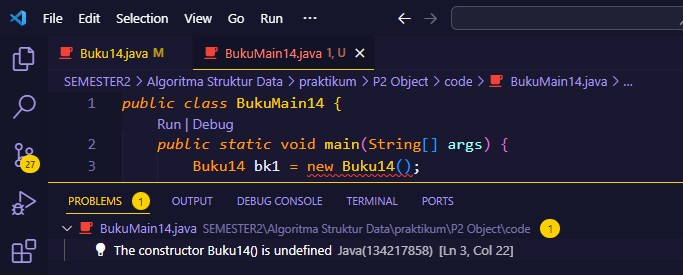 File Edit Selection View Go Run ...
Buku14.java M BukuMain14.java 1, U
SEMESTER2 > Algoritma Struktur Data > praktikum > P2 Object > code > BukuMain14.java > ...
1 public class BukuMain14 {
Run | Debug
2 public static void main(String[] args) {
3 Buku14 bk1 = new Buku14();
27
PROBLEMS 1 OUTPUT DEBUG CONSOLE TERMINAL PORTS
BukuMain14.java SEMESTER2\Algoritma Struktur Data\praktikum\P2 Object\code 1
The constructor Buku14() is undefined Java(134217858) [Ln 3, Col 22]